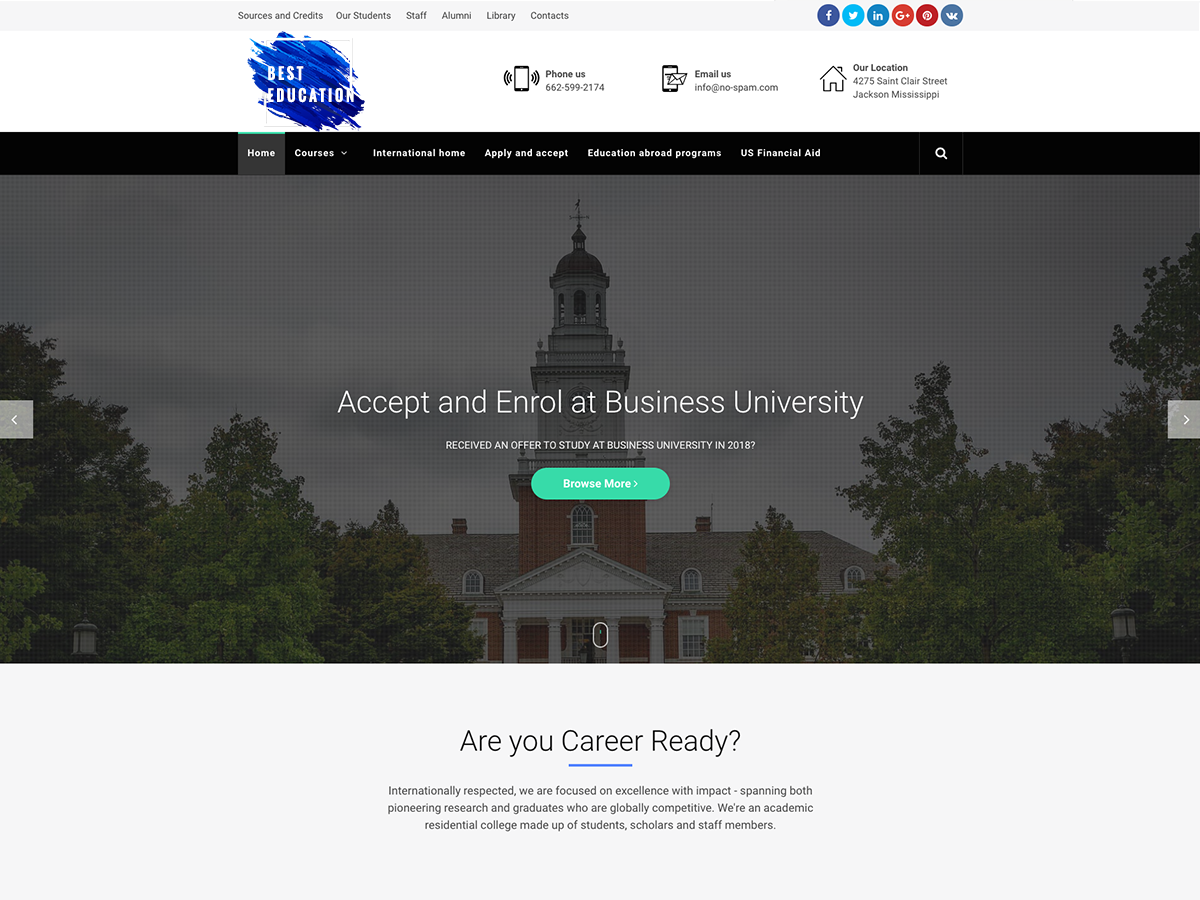 Sources and Credits Our Students Staff Alumni Library Contacts
BEST
EDUCATION
Phone us
662-599-2174
Email us
info@no-spam.com
Our Location
4275 Saint Clair Street
Jackson Mississippi
Home Courses International home Apply and accept Education abroad programs US Financial Aid
Accept and Enrol at Business University
RECEIVED AN OFFER TO STUDY AT BUSINESS UNIVERSITY IN 2018?
Browse More
Are you Career Ready?
Internationally respected, we are focused on excellence with impact - spanning both
pioneering research and graduates who are globally competitive. We're an academic
residential college made up of students, scholars and staff members.